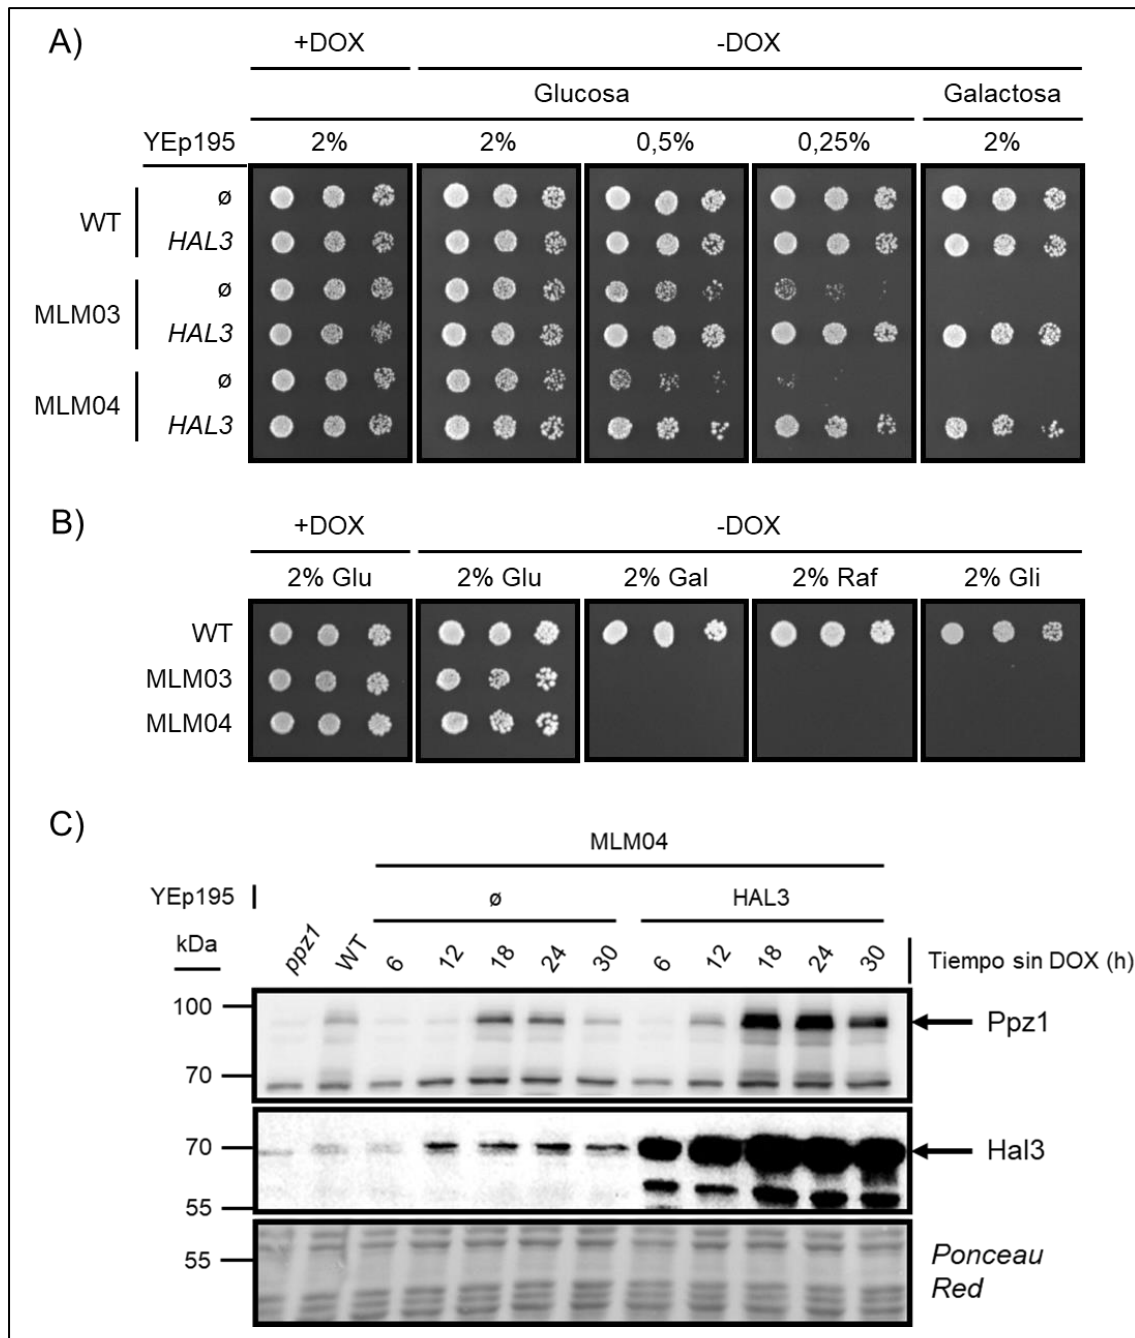 A)
+DOX -DOX
Glucosa Galactosa
YEp195 2% 2% 0,5% 0,25% 2%
WT ø
HAL3
MLM03 ø
HAL3
MLM04 ø
HAL3
B)
+DOX -DOX
2% Glu 2% Glu 2% Gal 2% Raf 2% Gli
WT
MLM03
MLM04
C)
MLM04
YEp195 ø HAL3
kDa ppz1 WT 6 12 18 24 30 6 12 18 24 30 Tiempo sin DOX (h)
100
Ppz1
70
70 Hal3
55
55 Ponceau
Red